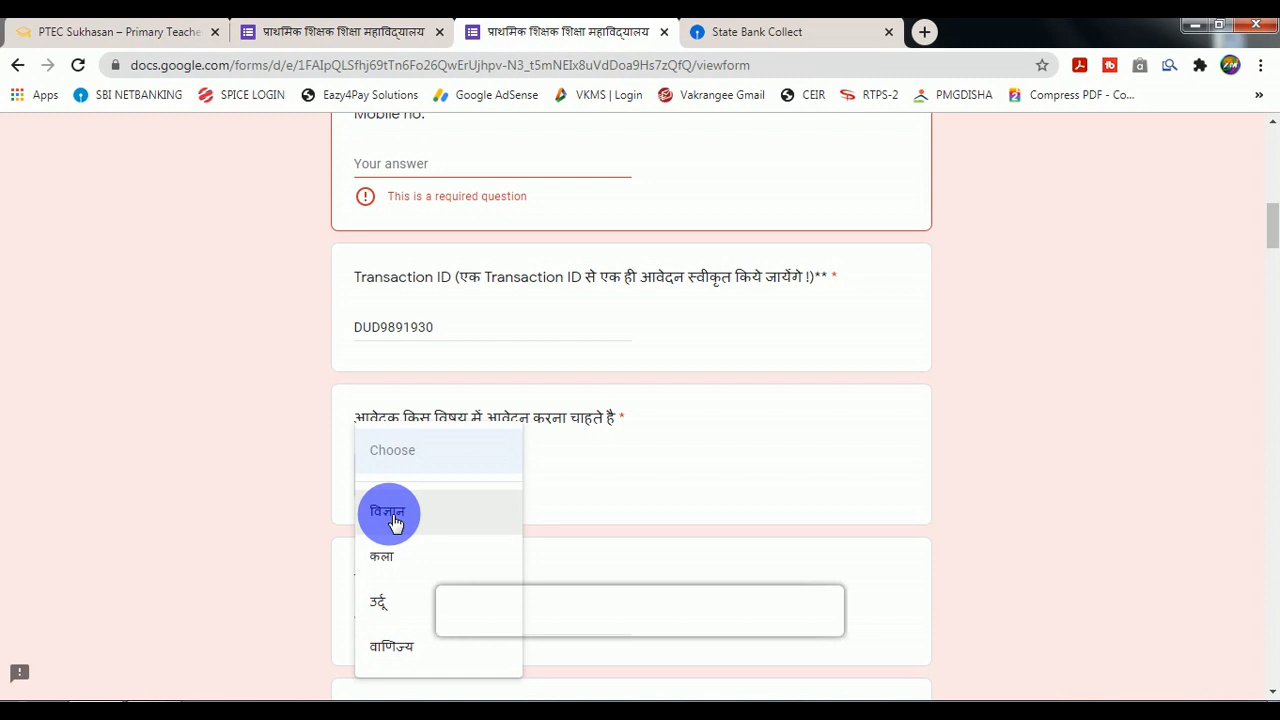 PTEC Sukhasan – Primary Teache
प्राथमिक शिक्षक शिक्षा महाविद्यालय
प्राथमिक शिक्षक शिक्षा महाविद्यालय
State Bank Collect
docs.google.com/forms/d/e/1FAIpQLSfhj69tTn6Fo26QwErUjhpv-N3Lt5mNEIx8uVdDoa9Hs7zQfQ/viewform
Apps
SBI NETBANKING
SPICE LOGIN
Eazy4Pay Solutions
Google AdSense
VKMS | Login
Vakrangee Gmail
CEIR
RTPS-2
PMGDISHA
Compress PDF - Co...
»
Mobile no.
Your answer
This is a required question
Transaction ID (एक Transaction ID से एक ही आवेदन स्वीकृत किये जायेंगे !)** *
DUD9891930
आवेदक किस विषय में आवेदन करना चाहते है *
Choose
विज्ञान
कला
उर्दू
वाणिज्य